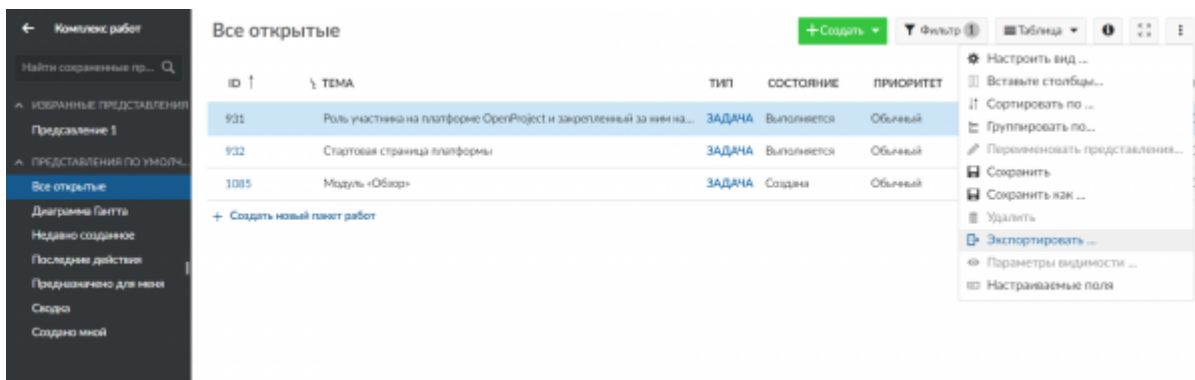 Комплекс работ
Найти сохраненные пр...
ИЗБРАННЫЕ ПРЕДСТАВЛЕНИЯ
Предсавление 1
ПРЕДСТАВЛЕНИЯ ПО УМОЛЧ...
Все открытые
Диаграмма Гантта
Недавно созданное
Последние действия
Предназначено для меня
Сводка
Создано мной
Все открытые
+ Создать
Фильтр 1
Таблица
ID ТЕМА ТИП СОСТОЯНИЕ ПРИОРИТЕТ
931 Роль участника на платформе OpenProject и закрепленный за ним на... ЗАДАЧА Выполняется Обычный
932 Стартовая страница платформы ЗАДАЧА Выполняется Обычный
1085 Модуль «Обзор» ЗАДАЧА Создана Обычный
+ Создать новый пакет работ
Настроить вид ...
Вставьте столбцы...
Сортировать по ...
Группировать по...
Переименовать представления...
Сохранить
Сохранить как ...
Удалить
Экспортировать ...
Параметры видимости ...
Настраиваемые поля